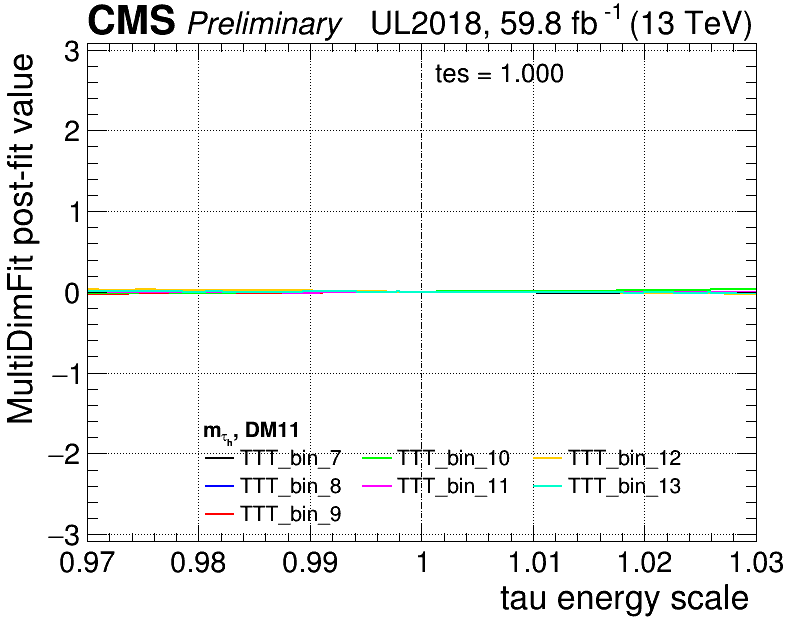 CMS Preliminary UL2018, 59.8 fb⁻¹ (13 TeV)
MultiDimFit post-fit value
3
2
1
0
−1
−2
−3
tes = 1.000
m_τh, DM11
TTT_bin_7 TTT_bin_10 TTT_bin_12
TTT_bin_8 TTT_bin_11 TTT_bin_13
TTT_bin_9
0.97 0.98 0.99 1 1.01 1.02 1.03
tau energy scale